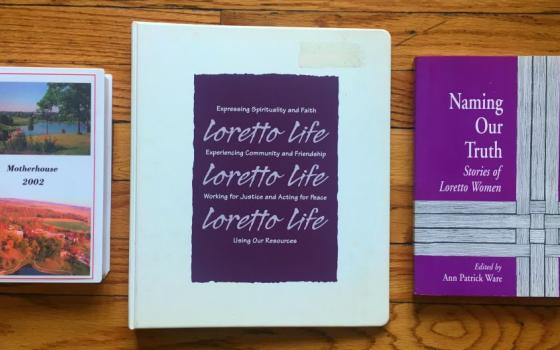 Motherhouse
2002
Expressing Spirituality and Faith
Loretto Life
Experiencing Community and Friendship
Loretto Life
Working for Justice and Acting for Peace
Loretto Life
Using Our Resources
Naming
Our
Truth
Stories of
Loretto Women
Edited by
Ann Patrick Ware